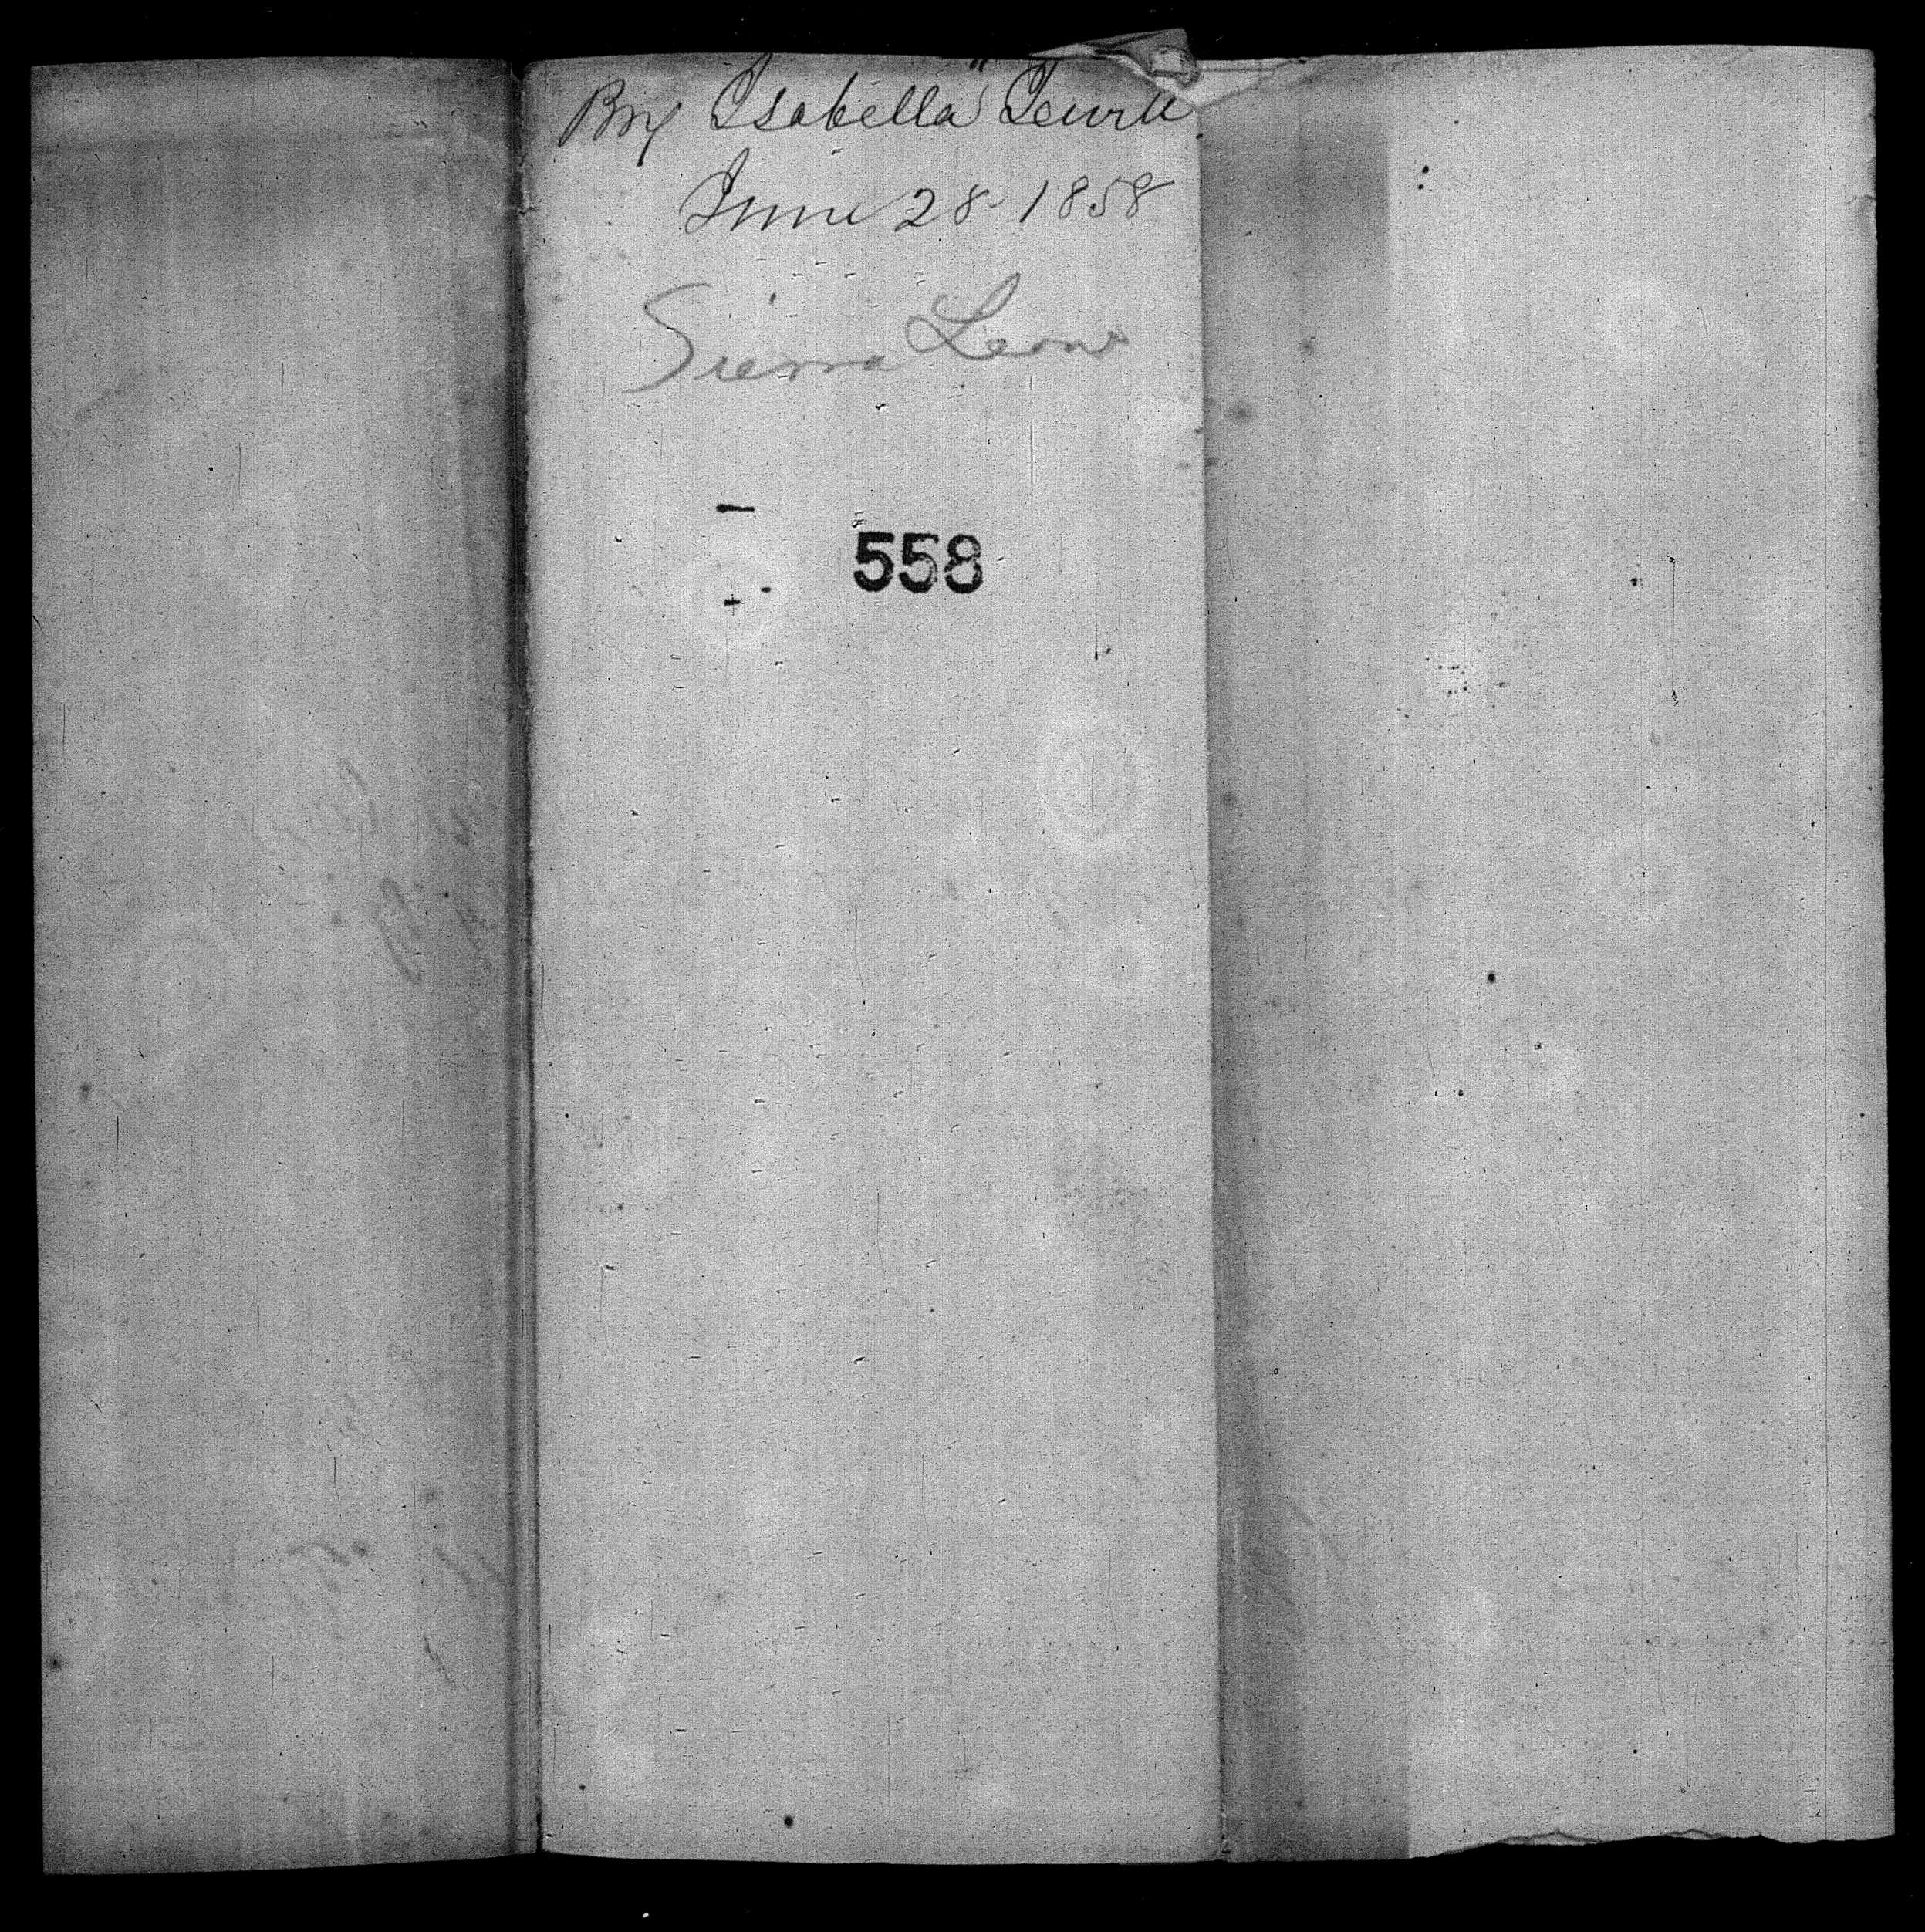 Brig "Isabella" Jewett
June 28 1858
Sierra Leone
558